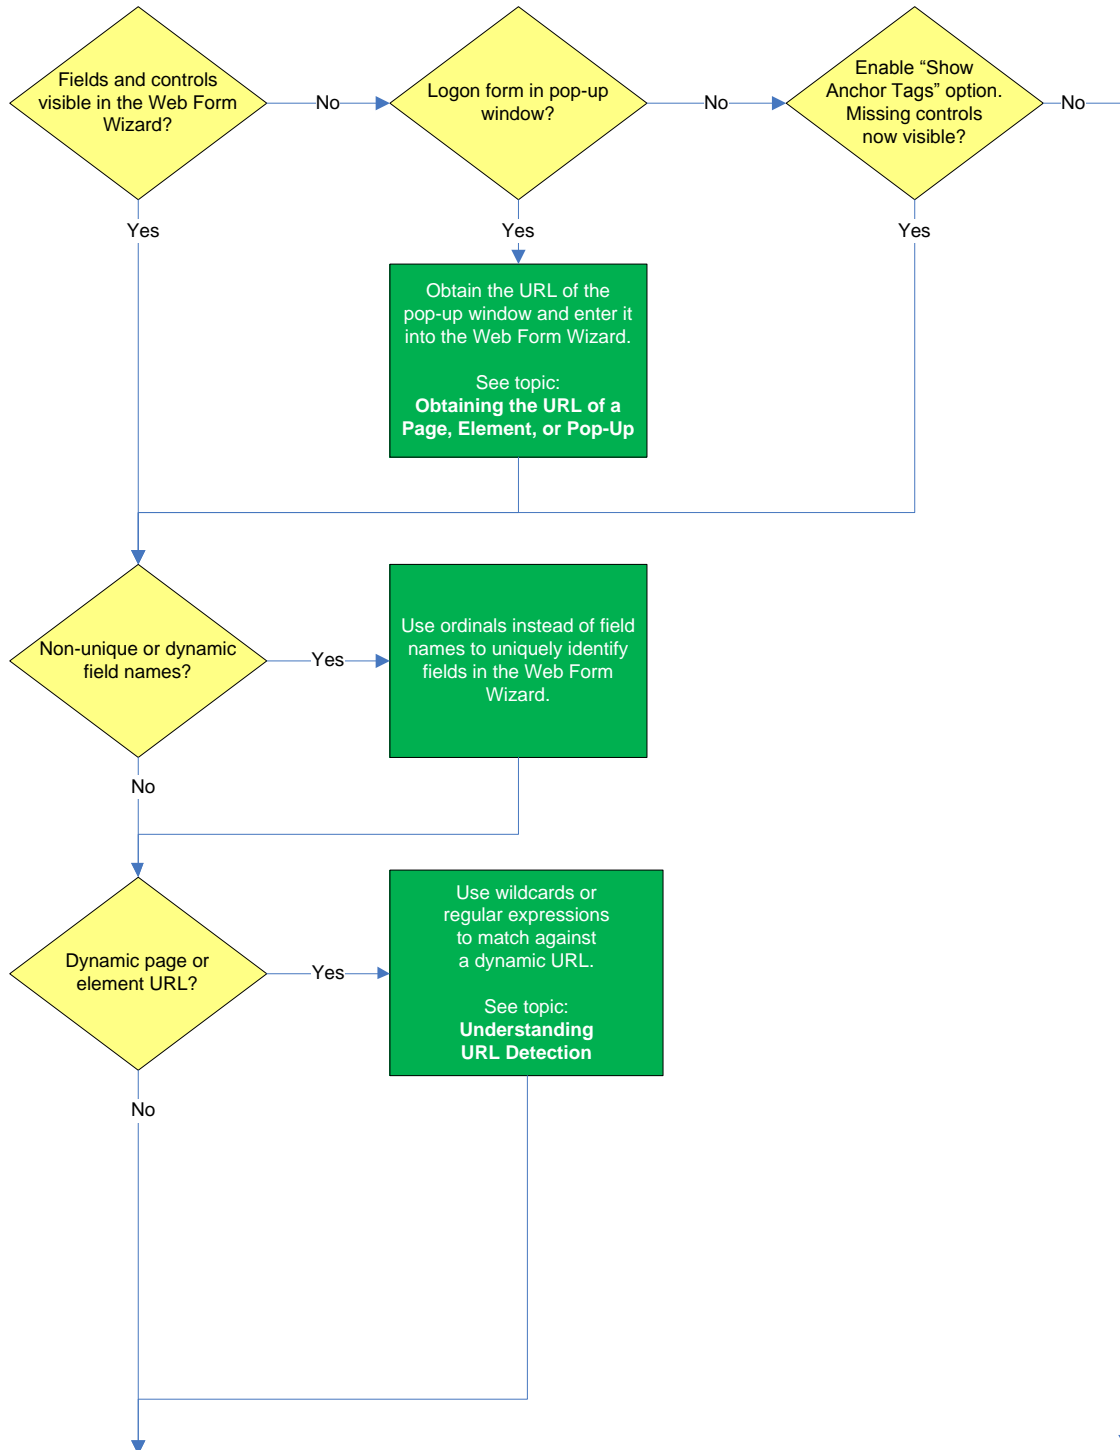 Fields and controls
visible in the Web Form
Wizard?
No
Logon form in pop-up
window?
No
Enable “Show
Anchor Tags” option.
Missing controls
now visible?
No
Yes
Yes
Yes
Obtain the URL of the
pop-up window and enter it
into the Web Form Wizard.
See topic:
Obtaining the URL of a
Page, Element, or Pop-Up
Non-unique or dynamic
field names?
Yes
Use ordinals instead of field
names to uniquely identify
fields in the Web Form
Wizard.
No
Dynamic page or
element URL?
Yes
Use wildcards or
regular expressions
to match against
a dynamic URL.
See topic:
Understanding
URL Detection
No